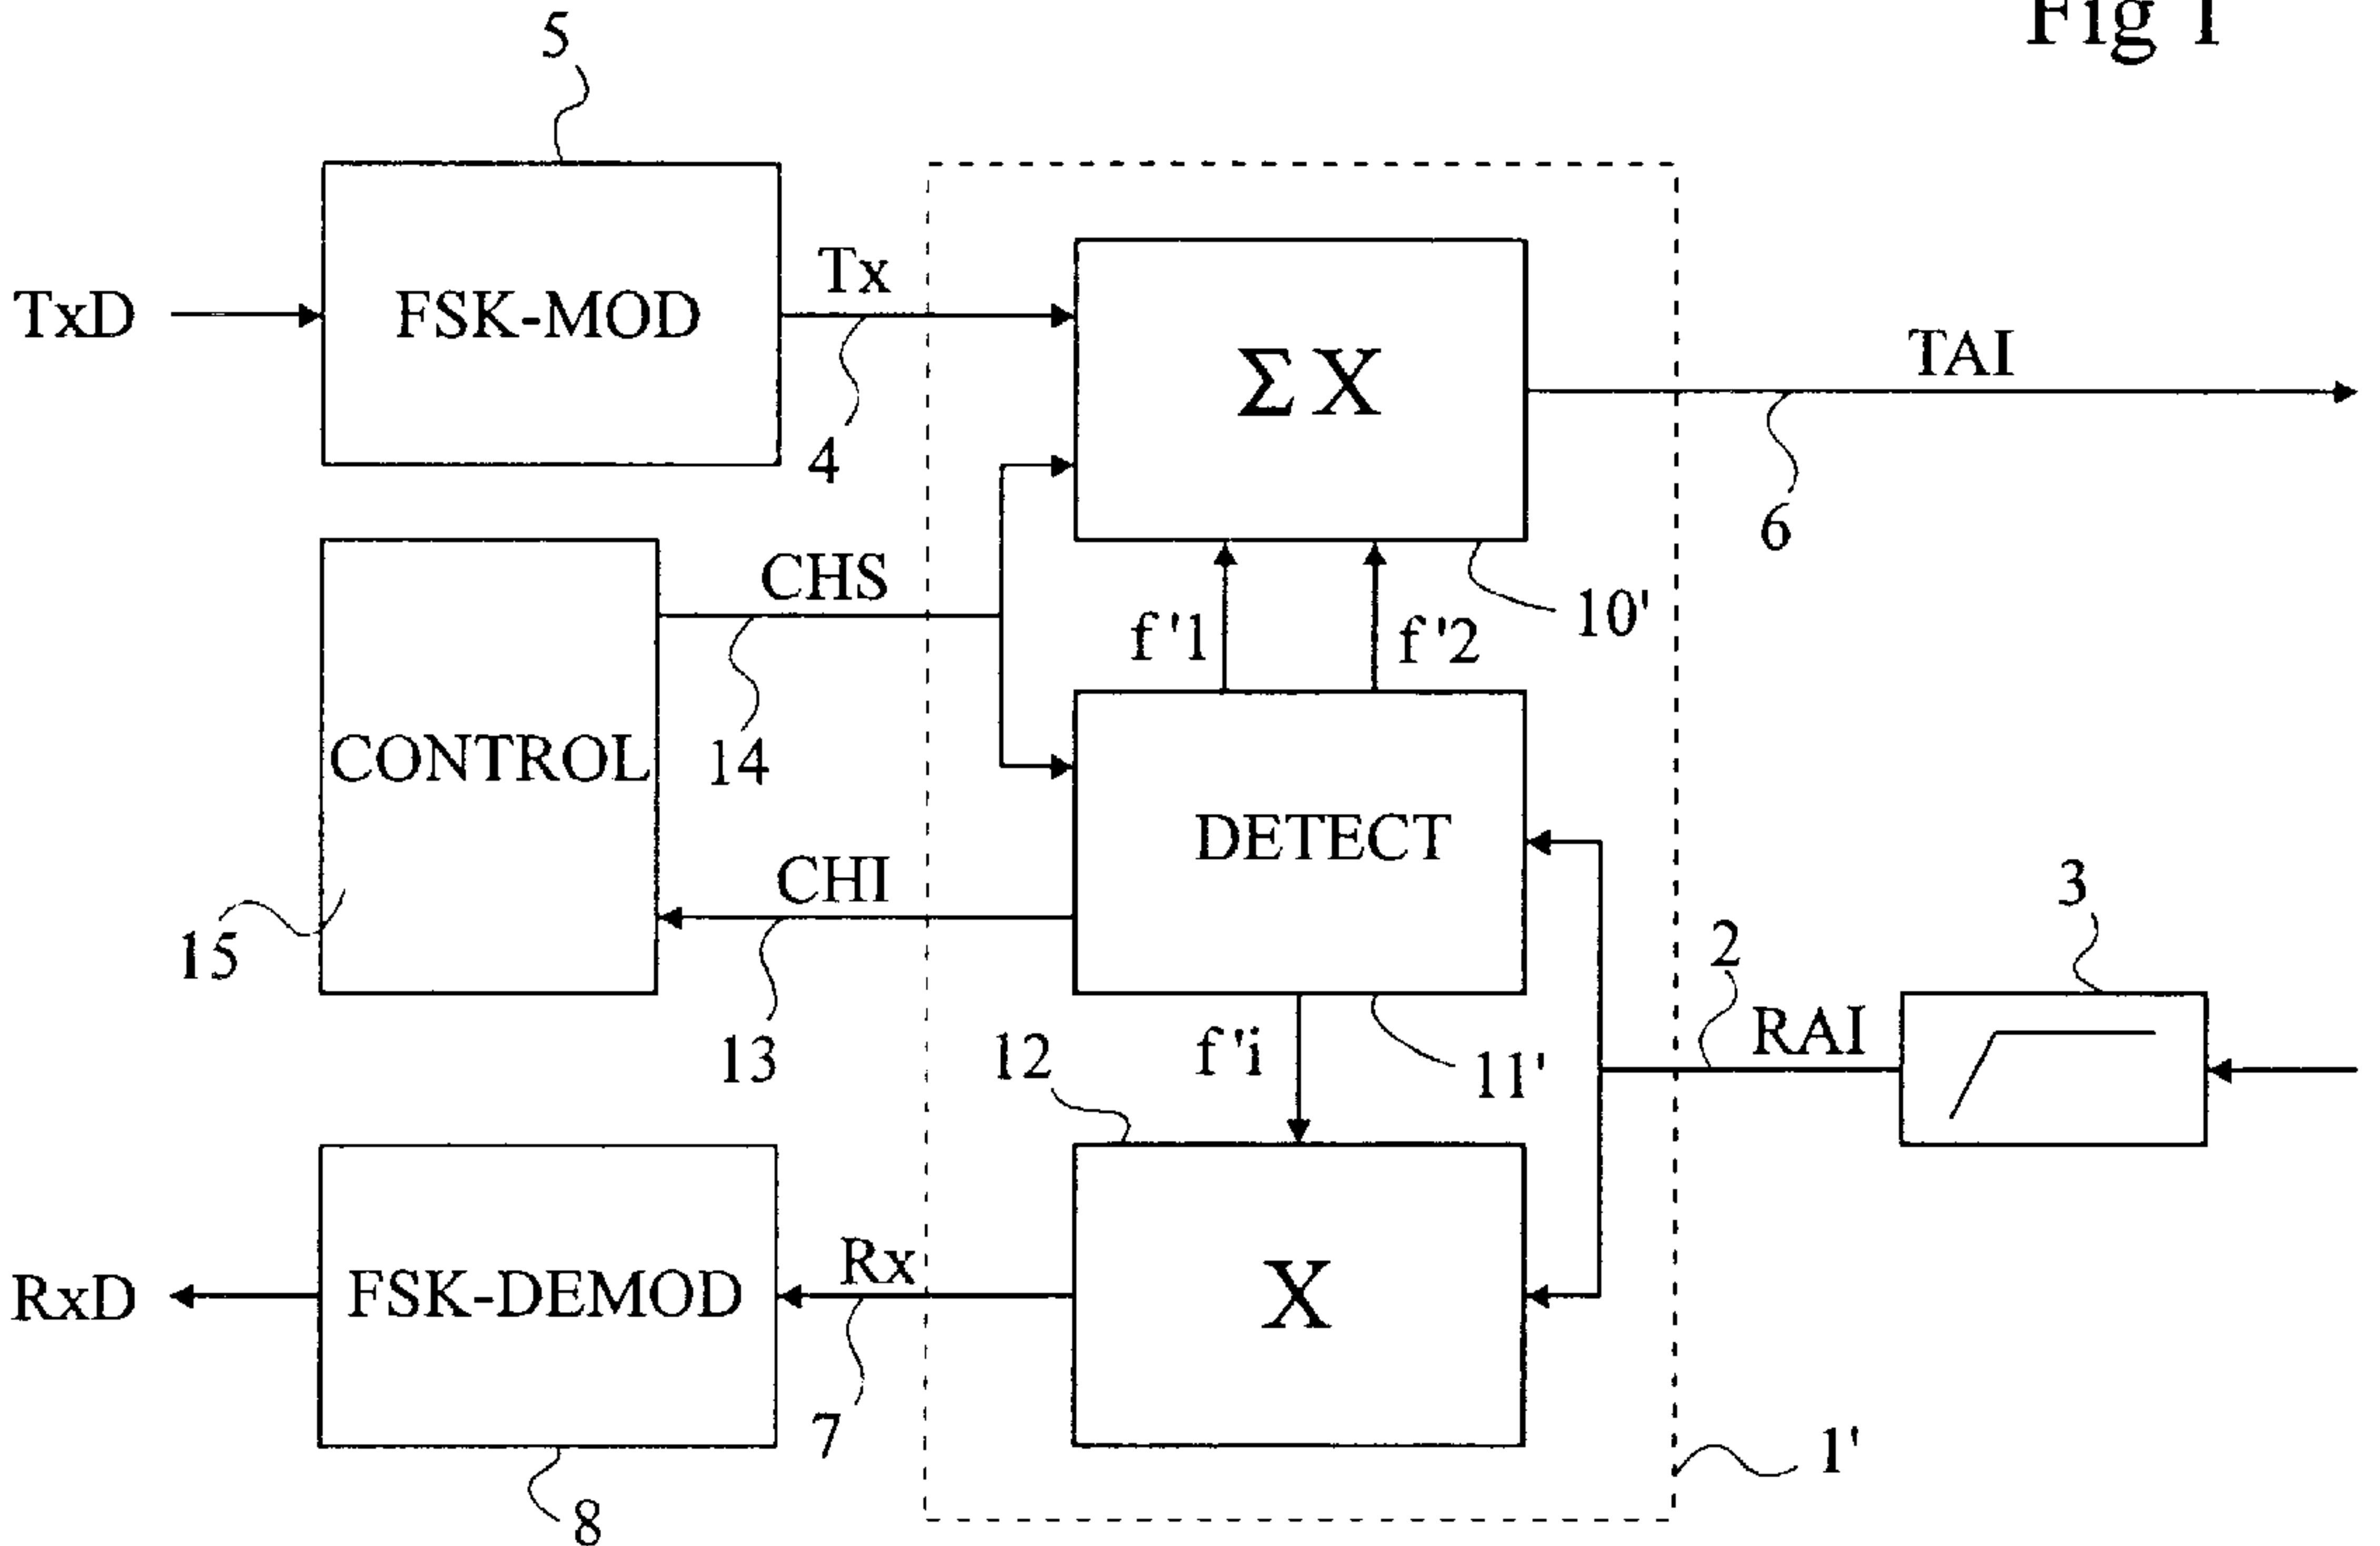 Fig 1
5
TxD
FSK-MOD
Tx
4
ΣX
TAI
6
CHS
14
f'1
f'2
10'
CONTROL
15
DETECT
CHI
13
f'i
11'
12
2
RAI
3
RxD
FSK-DEMOD
Rx
7
X
1'
8